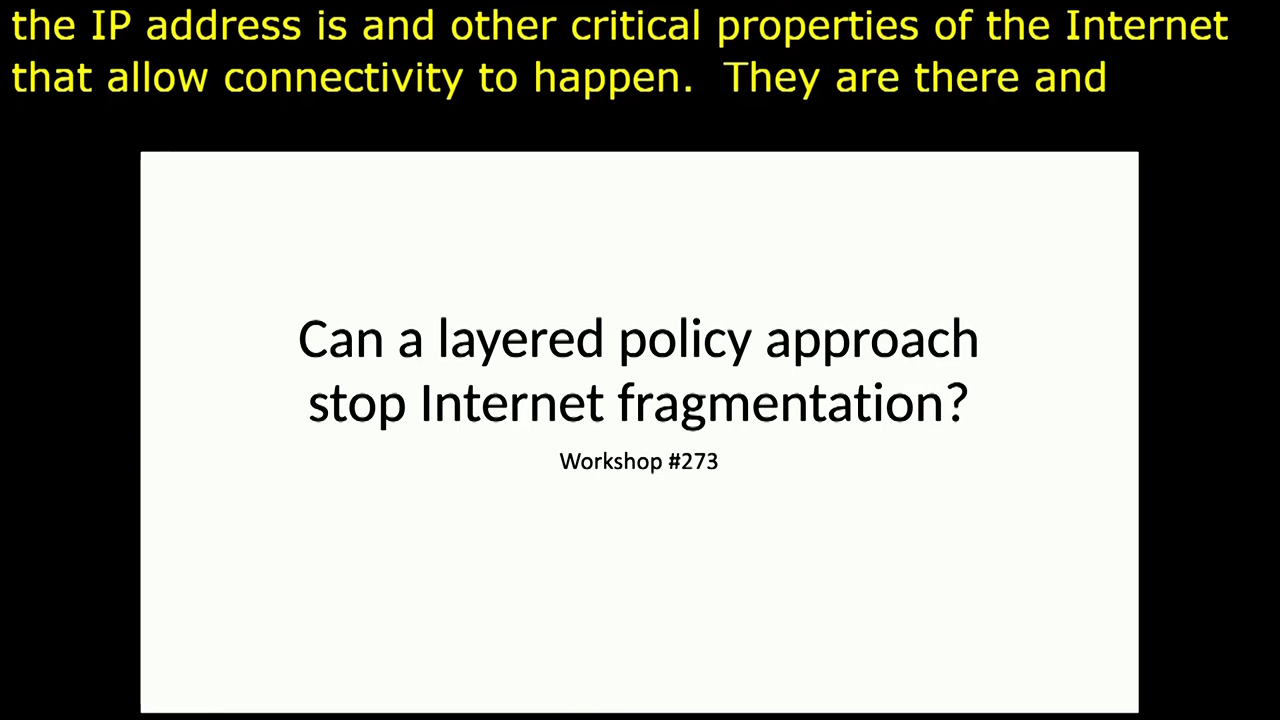 the IP address is and other critical properties of the Internet
that allow connectivity to happen.  They are there and
Can a layered policy approach
stop Internet fragmentation?
Workshop #273